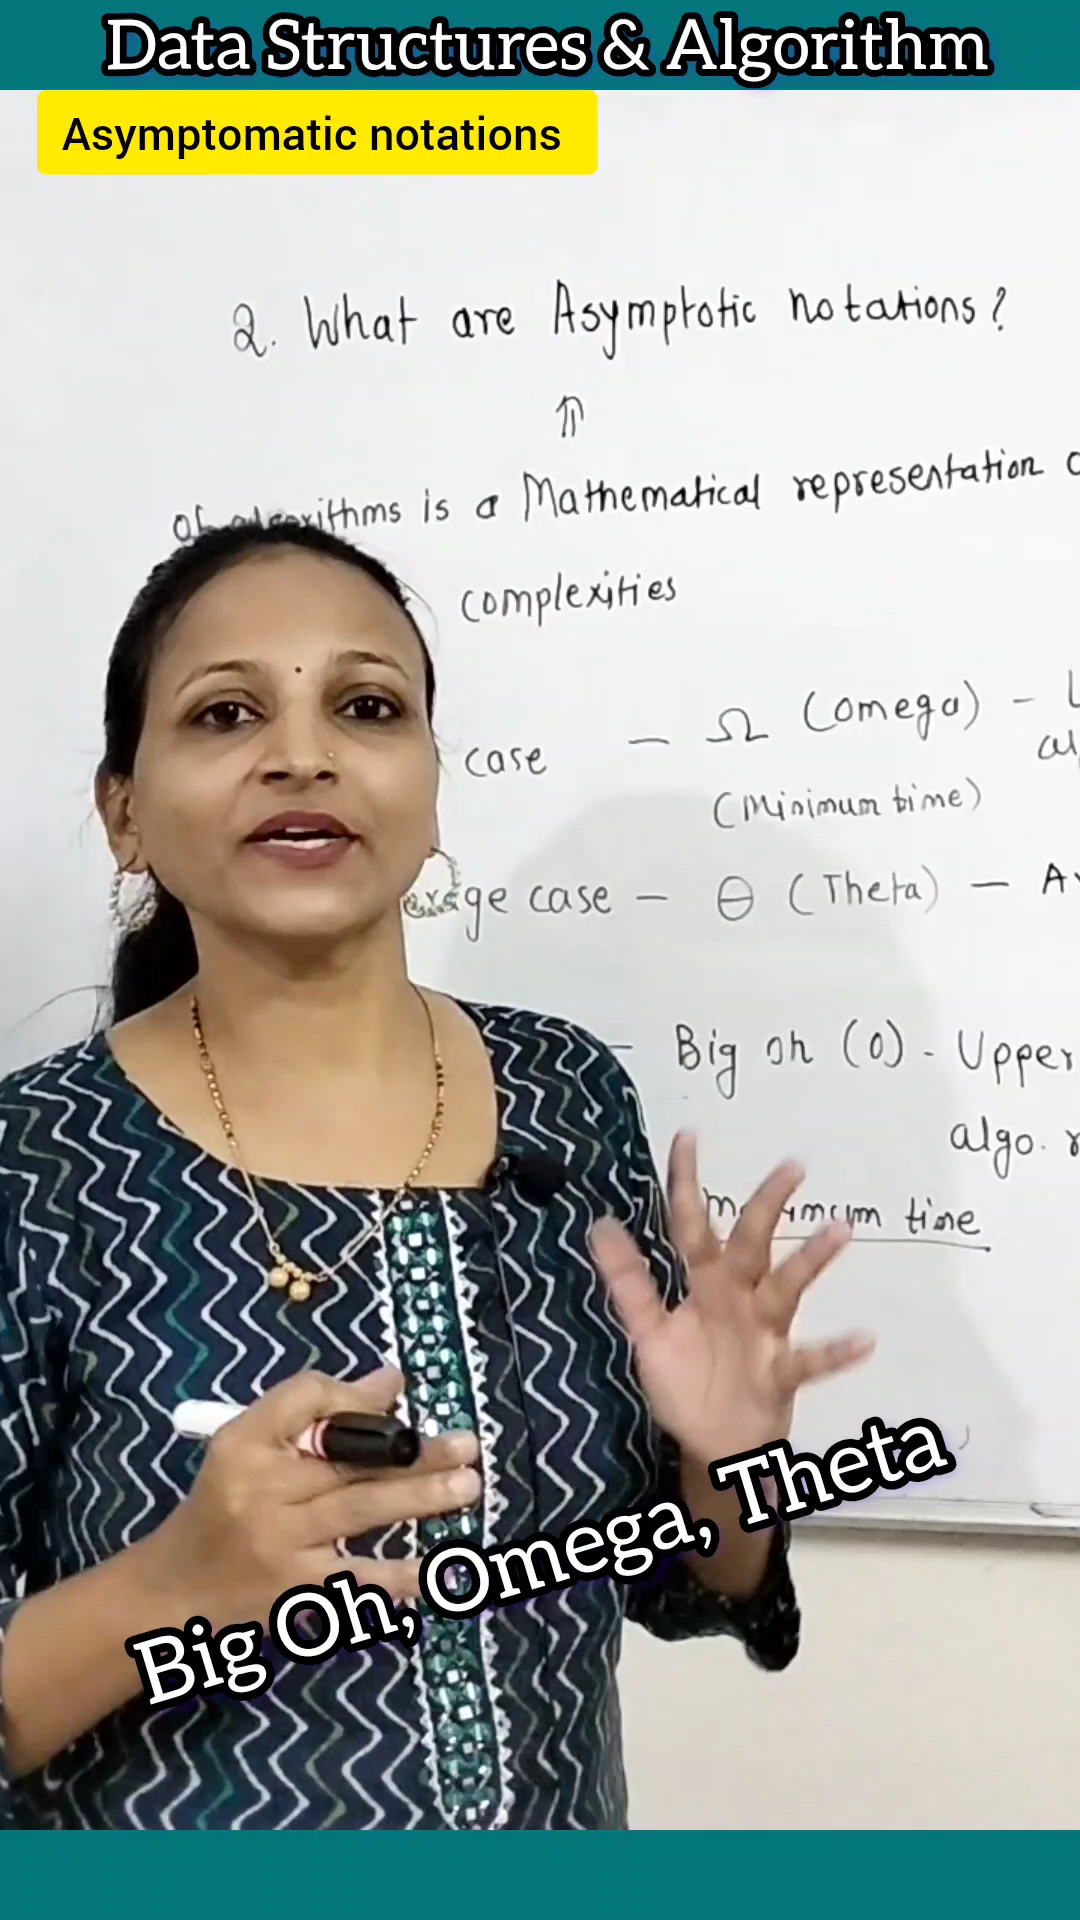 Data Structures & Algorithm
Asymptomatic notations
2. What are Asymptotic notations?
⇑
of algorithms is a Mathematical representation
complexities
case – Ω (omega) –
(Minimum time)
case – θ (Theta) –
– Big oh (O) - Upper
algo.
time
Big Oh, Omega, Theta